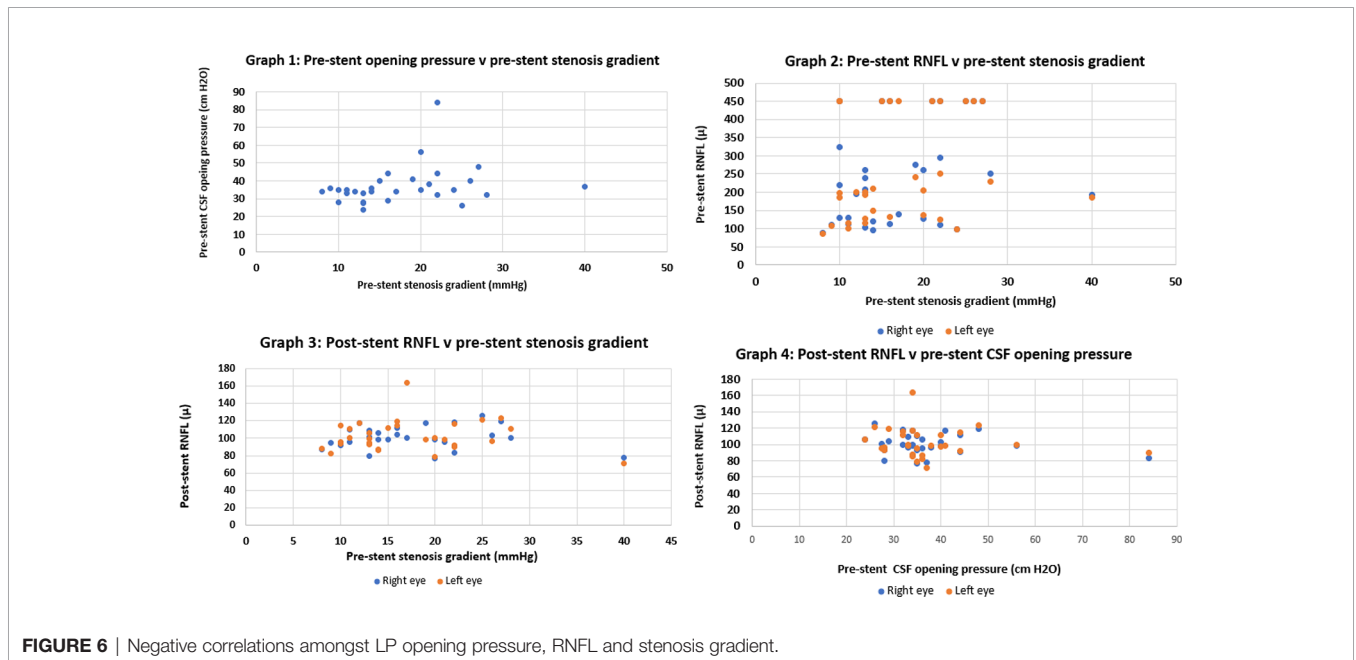 Graph 1: Pre-stent opening pressure v pre-stent stenosis gradient
Pre-stent CSF opeing pressure (cm H2O)
90
80
70
60
50
40
30
20
10
0
0 10 20 30 40 50
Pre-stent stenosis gradient (mmHg)
Graph 2: Pre-stent RNFL v pre-stent stenosis gradient
Pre-stent RNFL (µ)
500
450
400
350
300
250
200
150
100
50
0
0 10 20 30 40 50
Pre-stent stenosis gradient (mmHg)
Right eye Left eye
Graph 3: Post-stent RNFL v pre-stent stenosis gradient
Post-stent RNFL (µ)
180
160
140
120
100
80
60
40
20
0
0 5 10 15 20 25 30 35 40 45
Pre-stent stenosis gradient (mmHg)
Right eye Left eye
Graph 4: Post-stent RNFL v pre-stent CSF opening pressure
Post-stent RNFL (µ)
180
160
140
120
100
80
60
40
20
0
0 10 20 30 40 50 60 70 80 90
Pre-stent CSF opening pressure (cm H2O)
Right eye Left eye
FIGURE 6 | Negative correlations amongst LP opening pressure, RNFL and stenosis gradient.